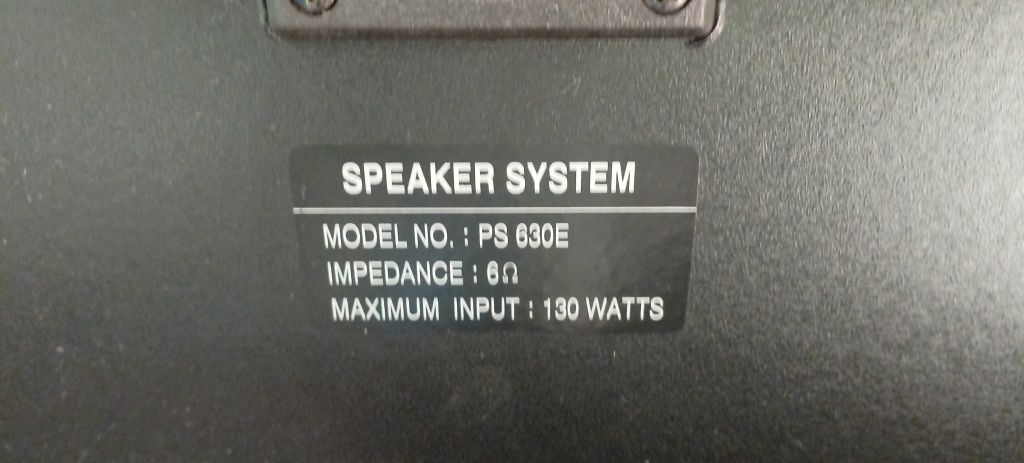 SPEAKER SYSTEM
MODEL NO. : PS 630E
IMPEDANCE : 6Ω
MAXIMUM INPUT : 130 WATTS